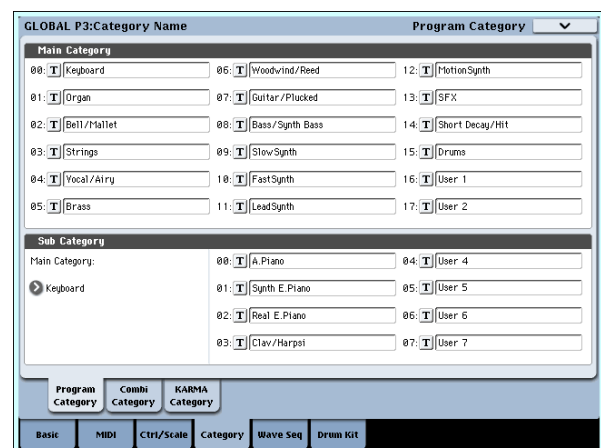 GLOBAL P3:Category Name Program Category
Main Category
00: T Keyboard 06: T Woodwind/Reed 12: T MotionSynth
01: T Organ 07: T Guitar/Plucked 13: T SFX
02: T Bell/Mallet 08: T Bass/Synth Bass 14: T Short Decay/Hit
03: T Strings 09: T SlowSynth 15: T Drums
04: T Vocal/Airy 10: T FastSynth 16: T User 1
05: T Brass 11: T LeadSynth 17: T User 2
Sub Category
Main Category: 00: T A.Piano 04: T User 4
Keyboard 01: T Synth E.Piano 05: T User 5
02: T Real E.Piano 06: T User 6
03: T Clav/Harpsi 07: T User 7
Program Category Combi Category KARMA Category
Basic MIDI Ctrl/Scale Category Wave Seq Drum Kit